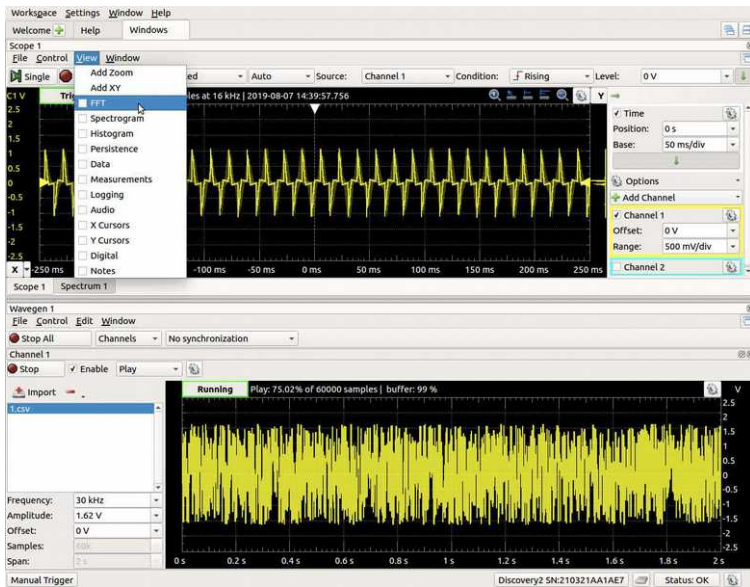 Workspace Settings Window Help
Welcome Help Windows
Scope 1
File Control View Window
Single ed Auto Source: Channel 1 Condition: Rising Level: 0 V
C1 V Tri les at 16 kHz | 2019-08-07 14:39:57.756 Y
Add Zoom
Add XY
FFT
Spectrogram
Histogram
Persistence
Data
Measurements
Logging
Audio
X Cursors
Y Cursors
Digital
Notes
2.5
2
1.5
1
0.5
0
-0.5
-1
-1.5
-2
-2.5
X -250 ms -100 ms -50 ms 0 ms 50 ms 100 ms 150 ms 200 ms 250 ms
Time
Position: 0 s
Base: 50 ms/div
Options
Add Channel
Channel 1
Offset: 0 V
Range: 500 mV/div
Channel 2
Scope 1 Spectrum 1
Wavegen 1
File Control Edit Window
Stop All Channels No synchronization
Channel 1
Stop Enable Play
Import
1.csv
Frequency: 30 kHz
Amplitude: 1.62 V
Offset: 0 V
Samples: 60k
Span: 2 s
Running Play: 75.02% of 60000 samples | buffer: 99 % V
2.5
2
1.5
1
0.5
0
-0.5
-1
-1.5
-2
-2.5
0 s 0.2 s 0.4 s 0.6 s 0.8 s 1 s 1.2 s 1.4 s 1.6 s 1.8 s 2 s
Manual Trigger Discovery2 SN:210321AA1AE7 Status: OK